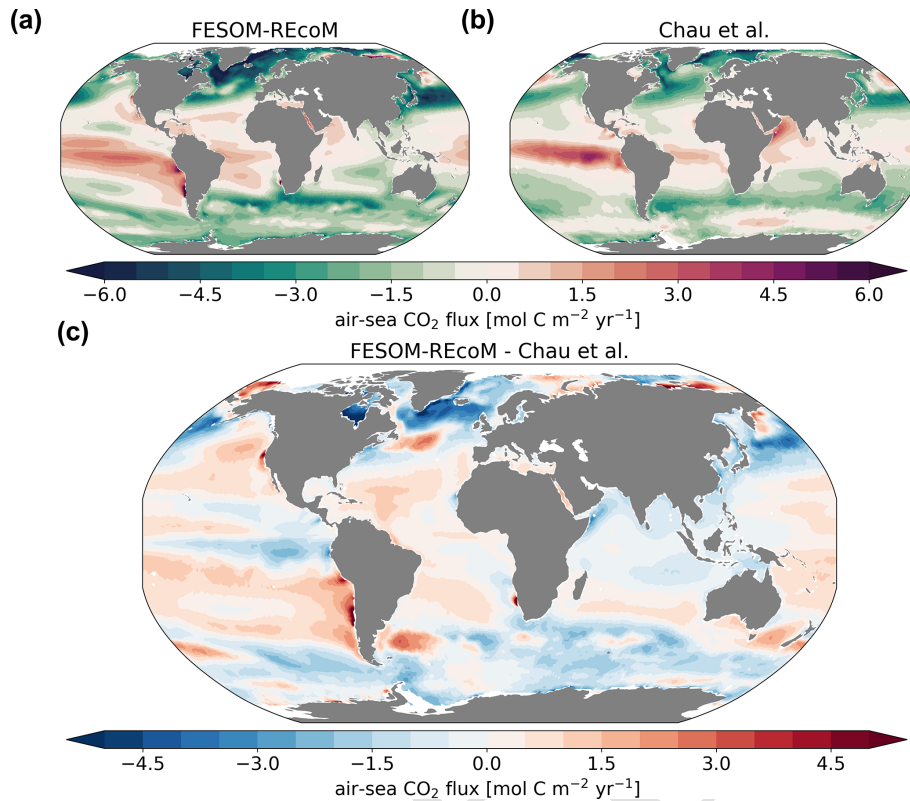 (a)
FESOM-REcoM
(b)
Chau et al.
−6.0 −4.5 −3.0 −1.5 0.0 1.5 3.0 4.5 6.0
air-sea CO₂ flux [mol C m⁻² yr⁻¹]
(c)
FESOM-REcoM - Chau et al.
−4.5 −3.0 −1.5 0.0 1.5 3.0 4.5
air-sea CO₂ flux [mol C m⁻² yr⁻¹]